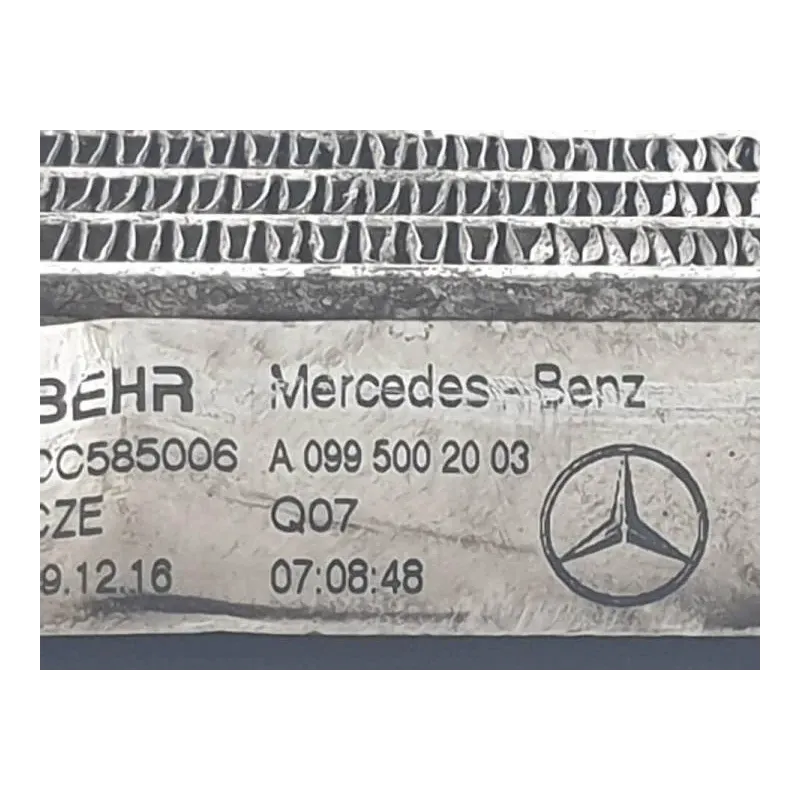 BEHR Mercedes-Benz
CC585006 A 099 500 20 03
CZE Q07
9.12.16 07:08:48